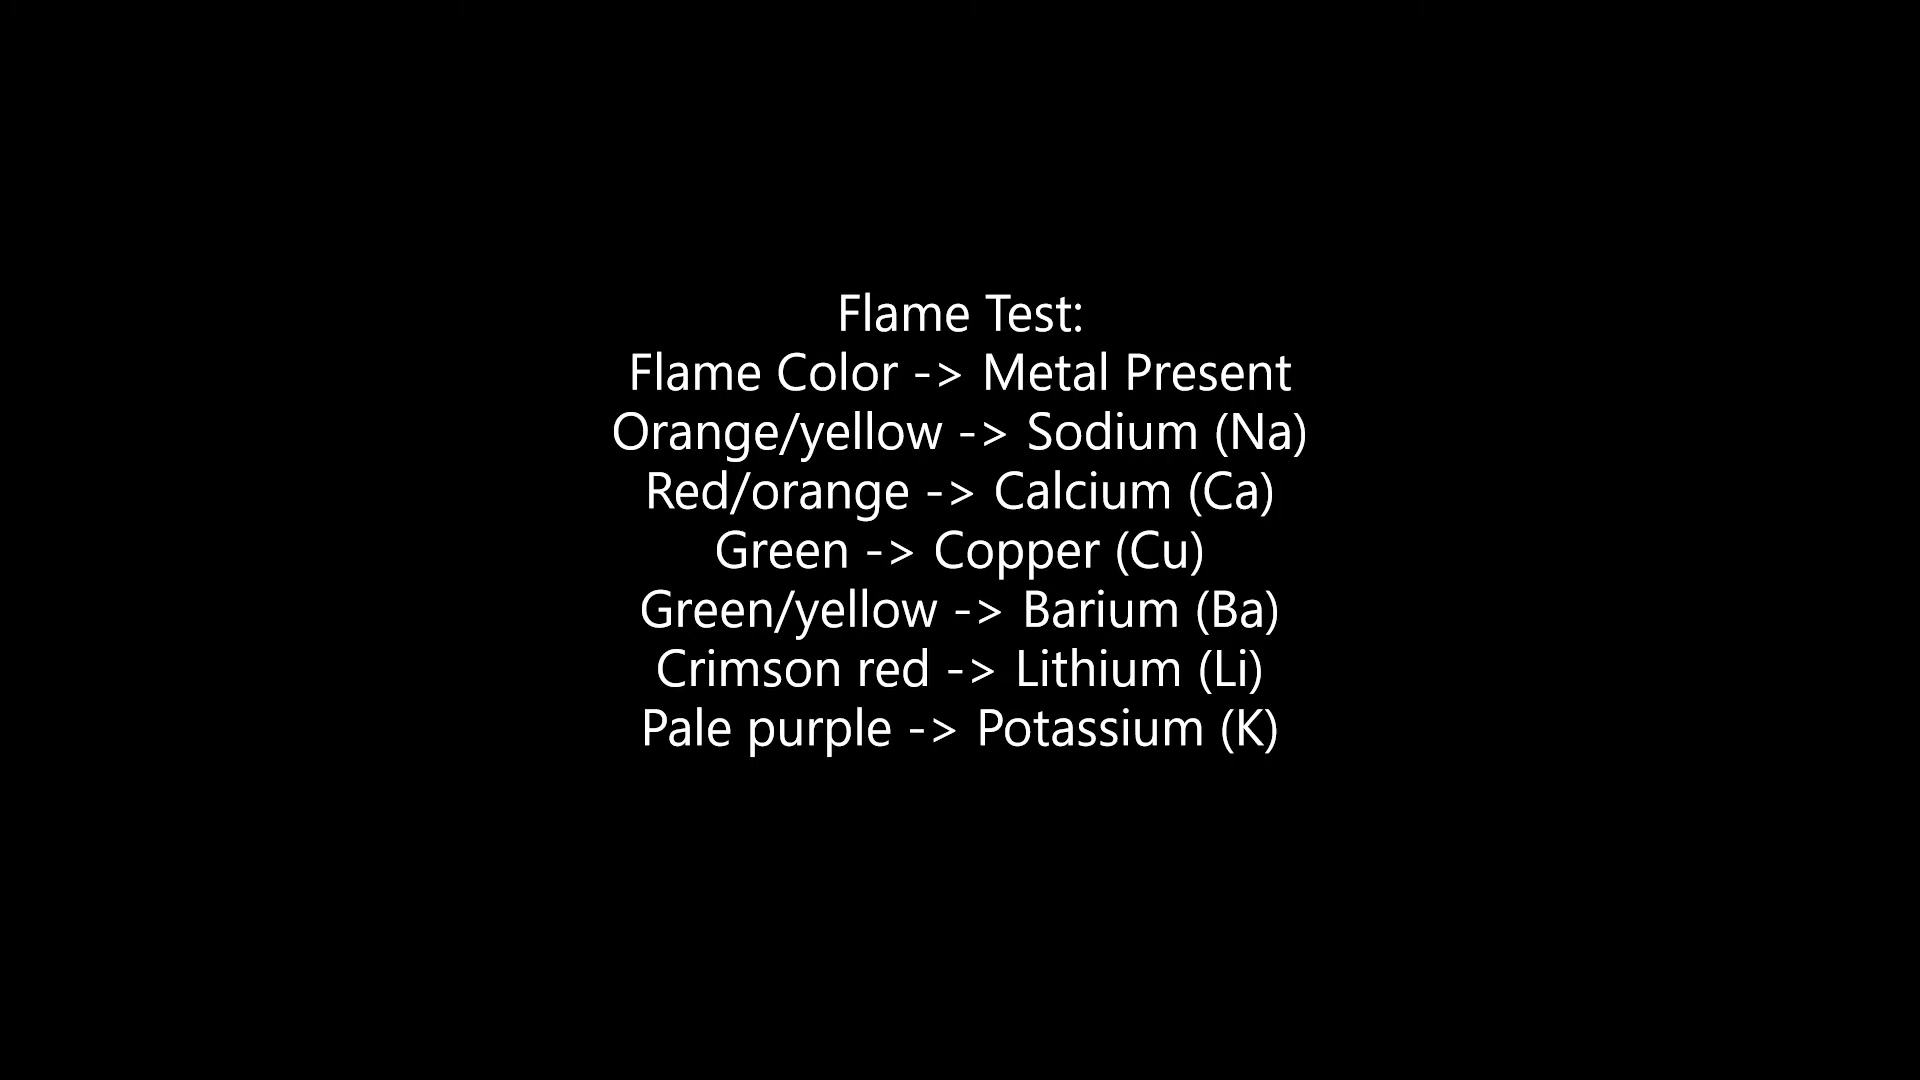 Flame Test:
Flame Color -> Metal Present
Orange/yellow -> Sodium (Na)
Red/orange -> Calcium (Ca)
Green -> Copper (Cu)
Green/yellow -> Barium (Ba)
Crimson red -> Lithium (Li)
Pale purple -> Potassium (K)